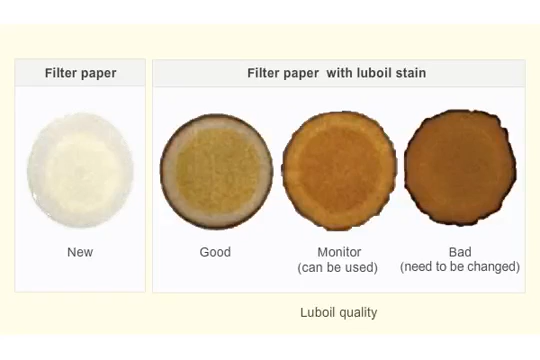 Filter paper
Filter paper with luboil stain
New
Good
Monitor
(can be used)
Bad
(need to be changed)
Luboil quality